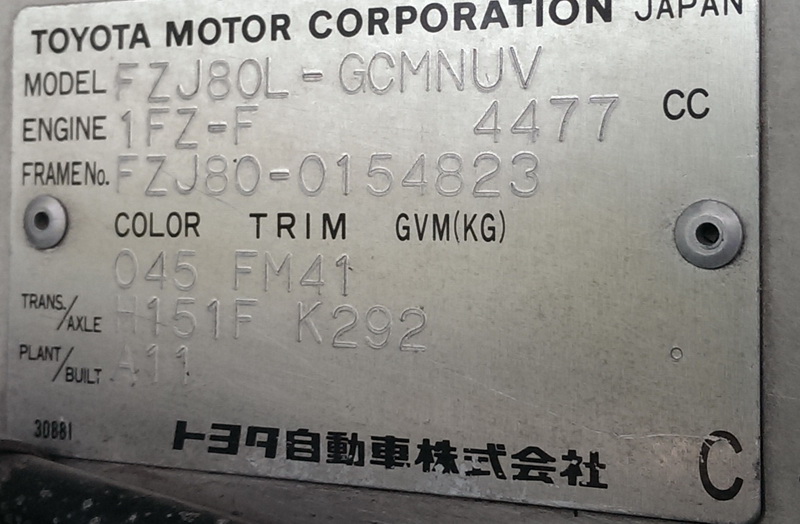 TOYOTA MOTOR CORPORATION JAPAN
MODEL FZJ80L-GCMNUV
ENGINE 1FZ-F 4477 CC
FRAME No. FZJ80-0154823
COLOR TRIM GVM(KG)
045 FM41
TRANS./AXLE H151F K292
PLANT/BUILT A11
30881
トヨタ自動車株式会社 C